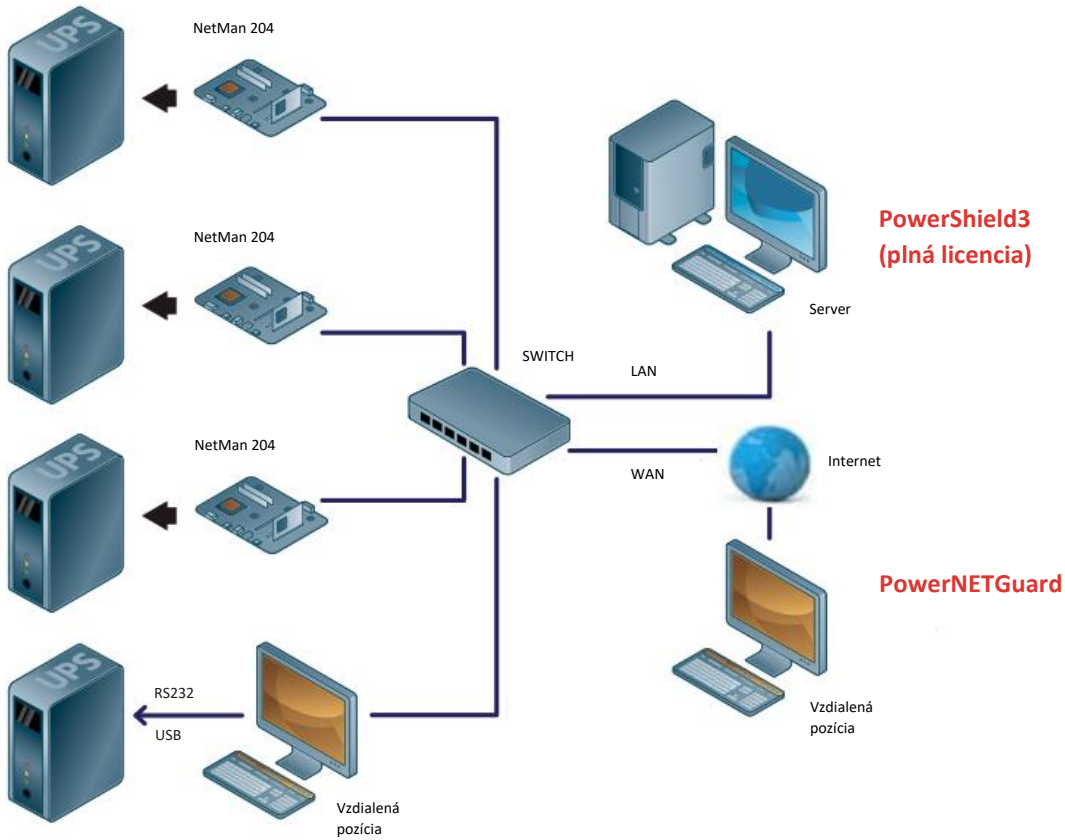 UPS
NetMan 204
UPS
NetMan 204
UPS
NetMan 204
UPS
RS232
USB
Vzdialená
pozícia
SWITCH
LAN
WAN
Server
PowerShield3
(plná licencia)
Internet
PowerNETGuard
Vzdialená
pozícia